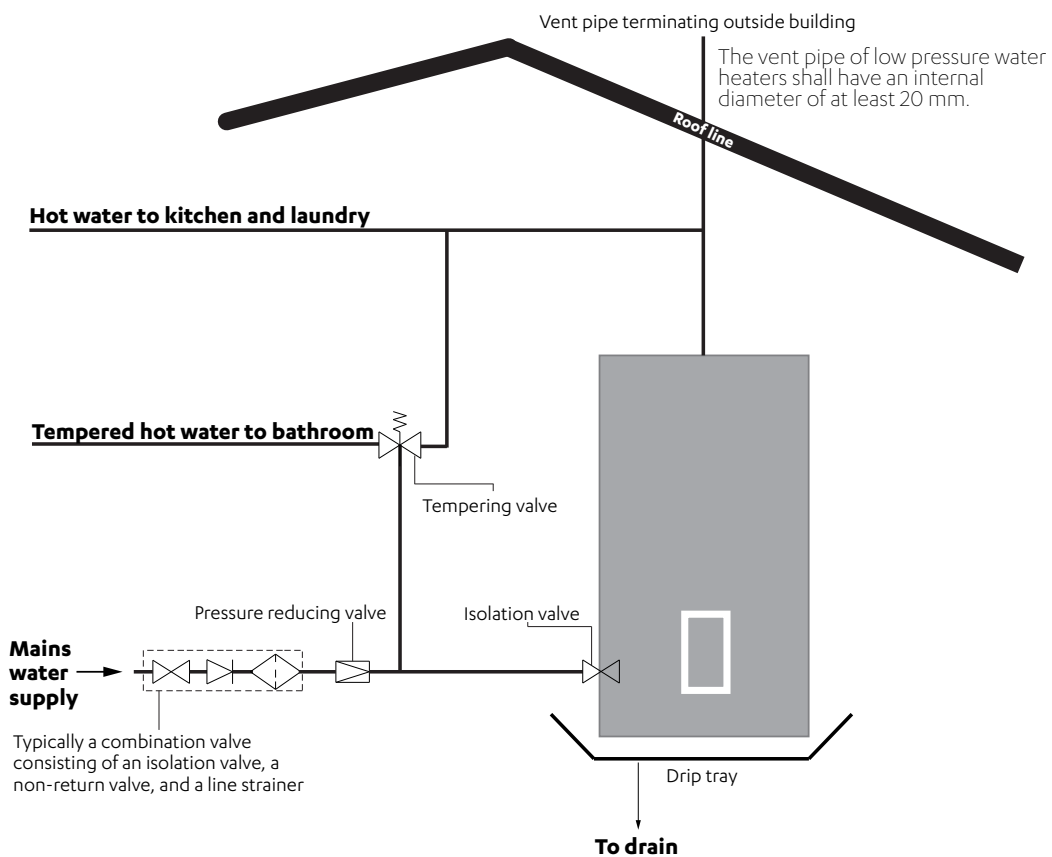 Vent pipe terminating outside building
The vent pipe of low pressure water
heaters shall have an internal
diameter of at least 20 mm.
Roof line
Hot water to kitchen and laundry
Tempered hot water to bathroom
Tempering valve
Pressure reducing valve
Isolation valve
Mains
water
supply
Typically a combination valve
consisting of an isolation valve, a
non-return valve, and a line strainer
Drip tray
To drain